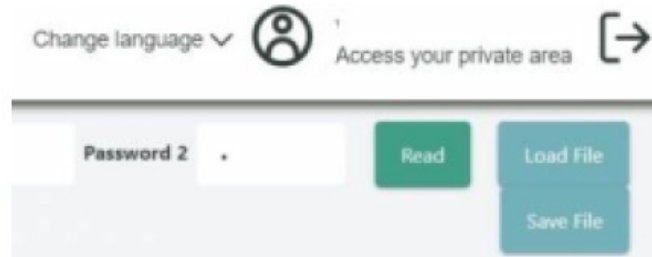 Change language
Access your private area
Password 2
Read
Load File
Save File